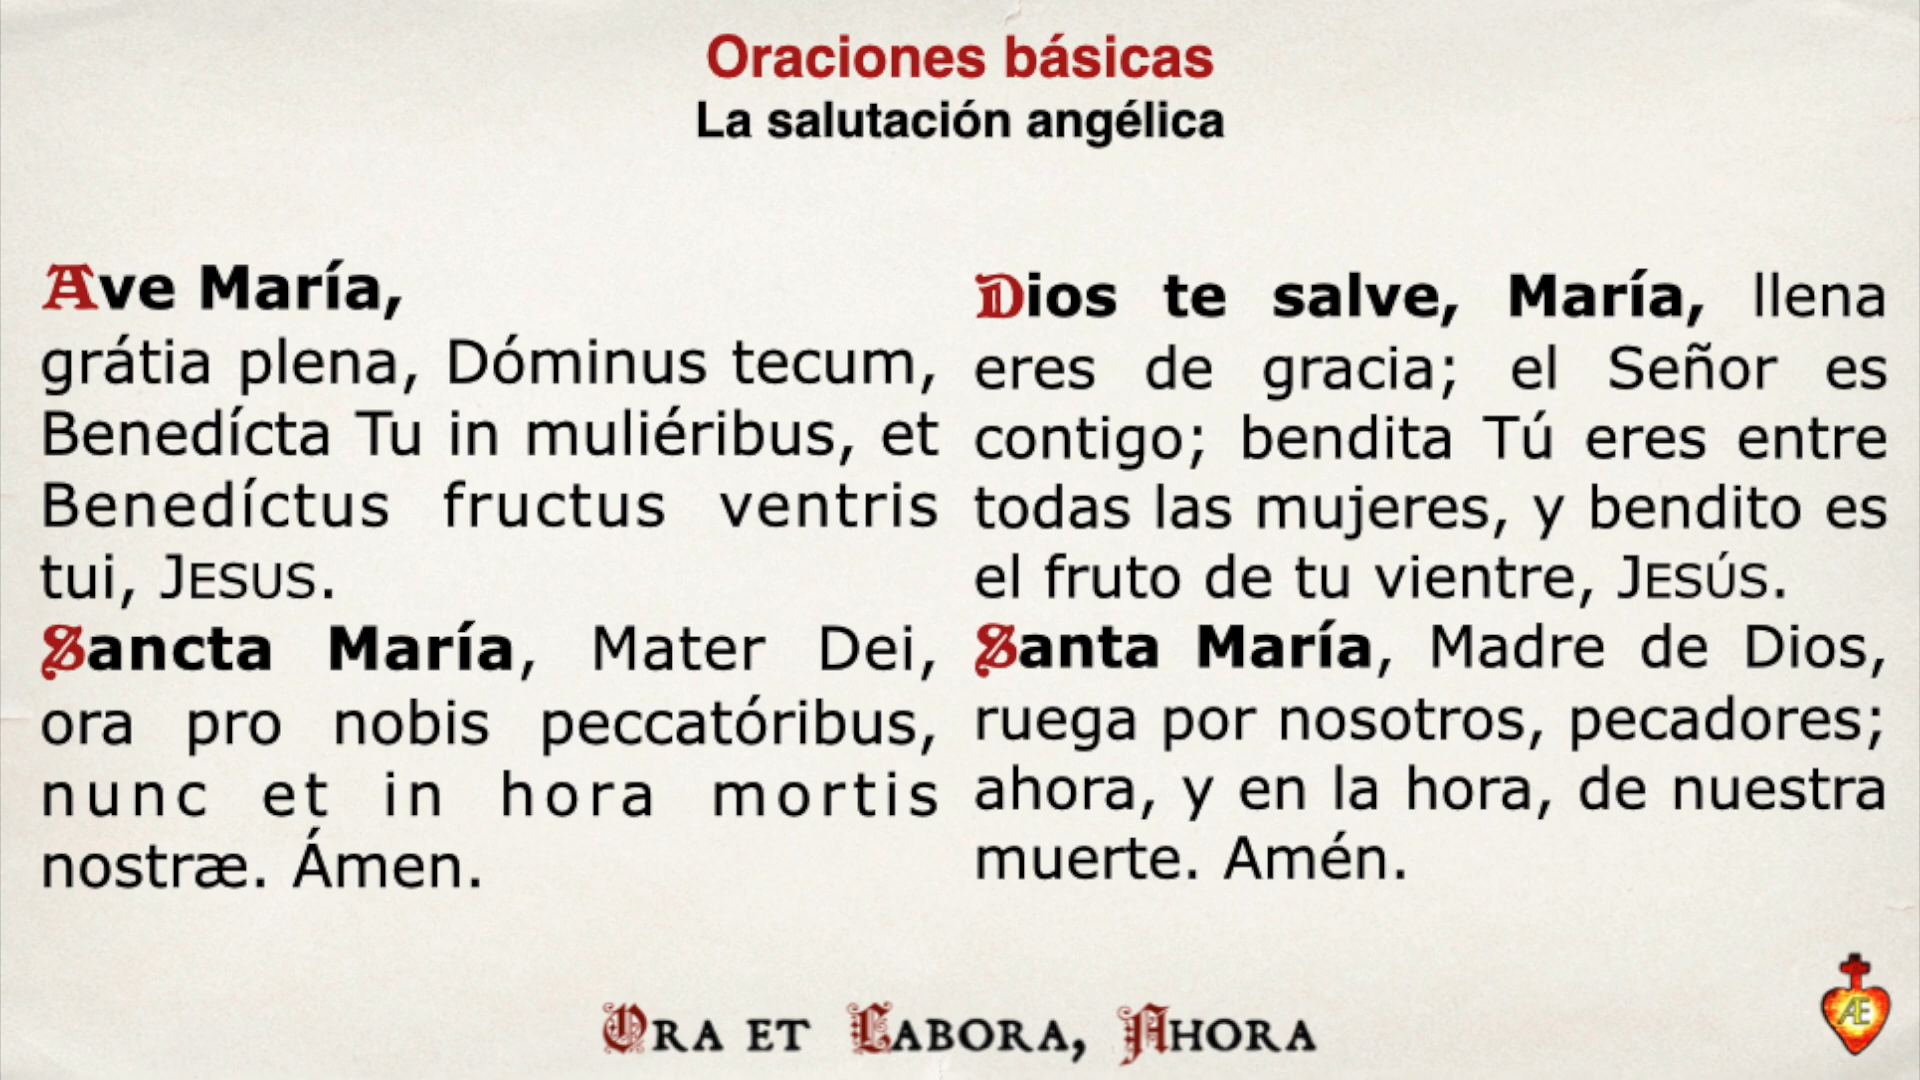 Oraciones básicas
La salutación angélica
Ave María,
grátia plena, Dóminus tecum,
Benedícta Tu in muliéribus, et
Benedíctus fructus ventris
tui, JESUS.
Sancta María, Mater Dei,
ora pro nobis peccatóribus,
nunc et in hora mortis
nostræ. Ámen.
Dios te salve, María, llena
eres de gracia; el Señor es
contigo; bendita Tú eres entre
todas las mujeres, y bendito es
el fruto de tu vientre, JESÚS.
Santa María, Madre de Dios,
ruega por nosotros, pecadores;
ahora, y en la hora, de nuestra
muerte. Amén.
ORA ET LABORA, AHORA
Æ